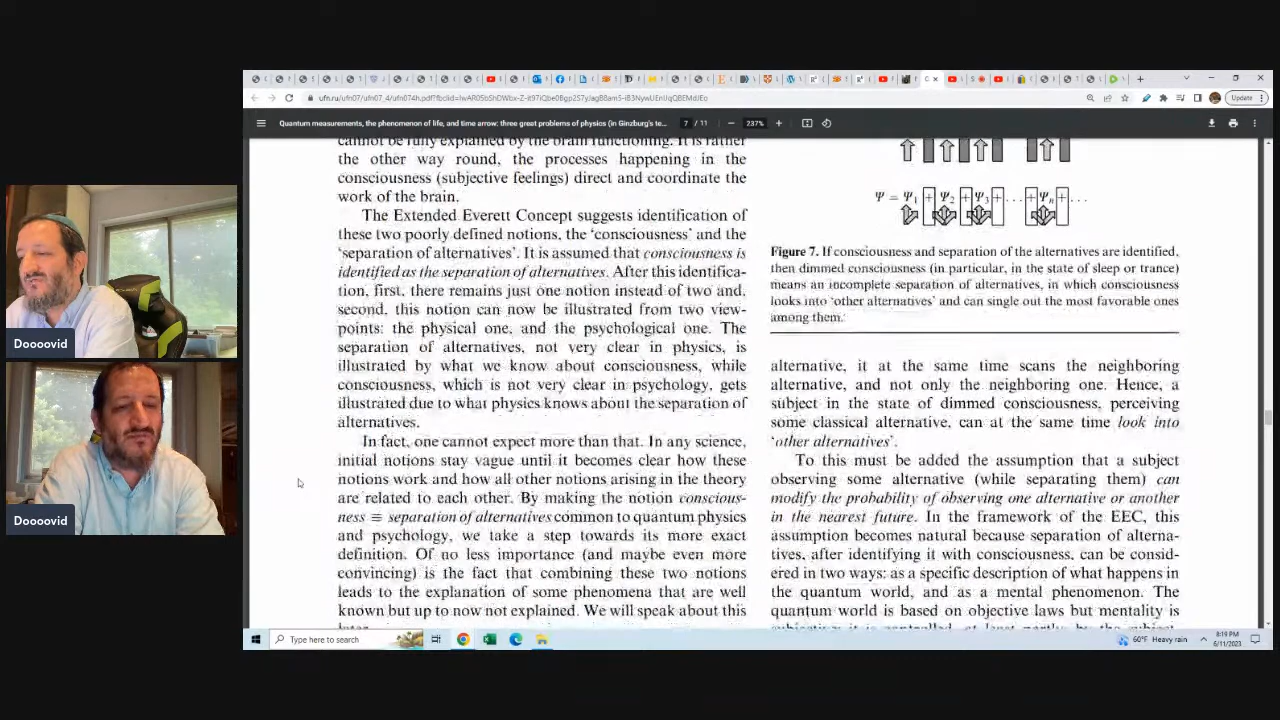 Update
ufn.ru/ufn07/ufn07_4/ufn074h.pdf?fbclid=
Quantum measurements, the phenomenon of life, and time arrow: three great problems of physics (in Ginzburg's te...
7 / 11
237%
cannot be fully explained by the brain functioning. It is rather
the other way round, the processes happening in the
consciousness (subjective feelings) direct and coordinate the
work of the brain.
The Extended Everett Concept suggests identification of
these two poorly defined notions, the ‘consciousness’ and the
‘separation of alternatives’. It is assumed that consciousness is
identified as the separation of alternatives. After this identifica-
tion, first, there remains just one notion instead of two and,
second, this notion can now be illustrated from two view-
points: the physical one, and the psychological one. The
separation of alternatives, not very clear in physics, is
illustrated by what we know about consciousness, while
consciousness, which is not very clear in psychology, gets
illustrated due to what physics knows about the separation of
alternatives.
In fact, one cannot expect more than that. In any science,
initial notions stay vague until it becomes clear how these
notions work and how all other notions arising in the theory
are related to each other. By making the notion conscious-
ness ≡ separation of alternatives common to quantum physics
and psychology, we take a step towards its more exact
definition. Of no less importance (and maybe even more
convincing) is the fact that combining these two notions
leads to the explanation of some phenomena that are well
known but up to now not explained. We will speak about this
later.
Ψ = Ψ1 + Ψ2 + Ψ3 + ... + Ψn + ...
Figure 7. If consciousness and separation of the alternatives are identified,
then dimmed consciousness (in particular, in the state of sleep or trance)
means an incomplete separation of alternatives, in which consciousness
looks into ‘other alternatives’ and can single out the most favorable ones
among them.
alternative, it at the same time scans the neighboring
alternative, and not only the neighboring one. Hence, a
subject in the state of dimmed consciousness, perceiving
some classical alternative, can at the same time look into
‘other alternatives’.
To this must be added the assumption that a subject
observing some alternative (while separating them) can
modify the probability of observing one alternative or another
in the nearest future. In the framework of the EEC, this
assumption becomes natural because separation of alterna-
tives, after identifying it with consciousness, can be consid-
ered in two ways: as a specific description of what happens in
the quantum world, and as a mental phenomenon. The
quantum world is based on objective laws but mentality is
Doooovid
Doooovid
Type here to search
60°F Heavy rain
8:19 PM
6/11/2023